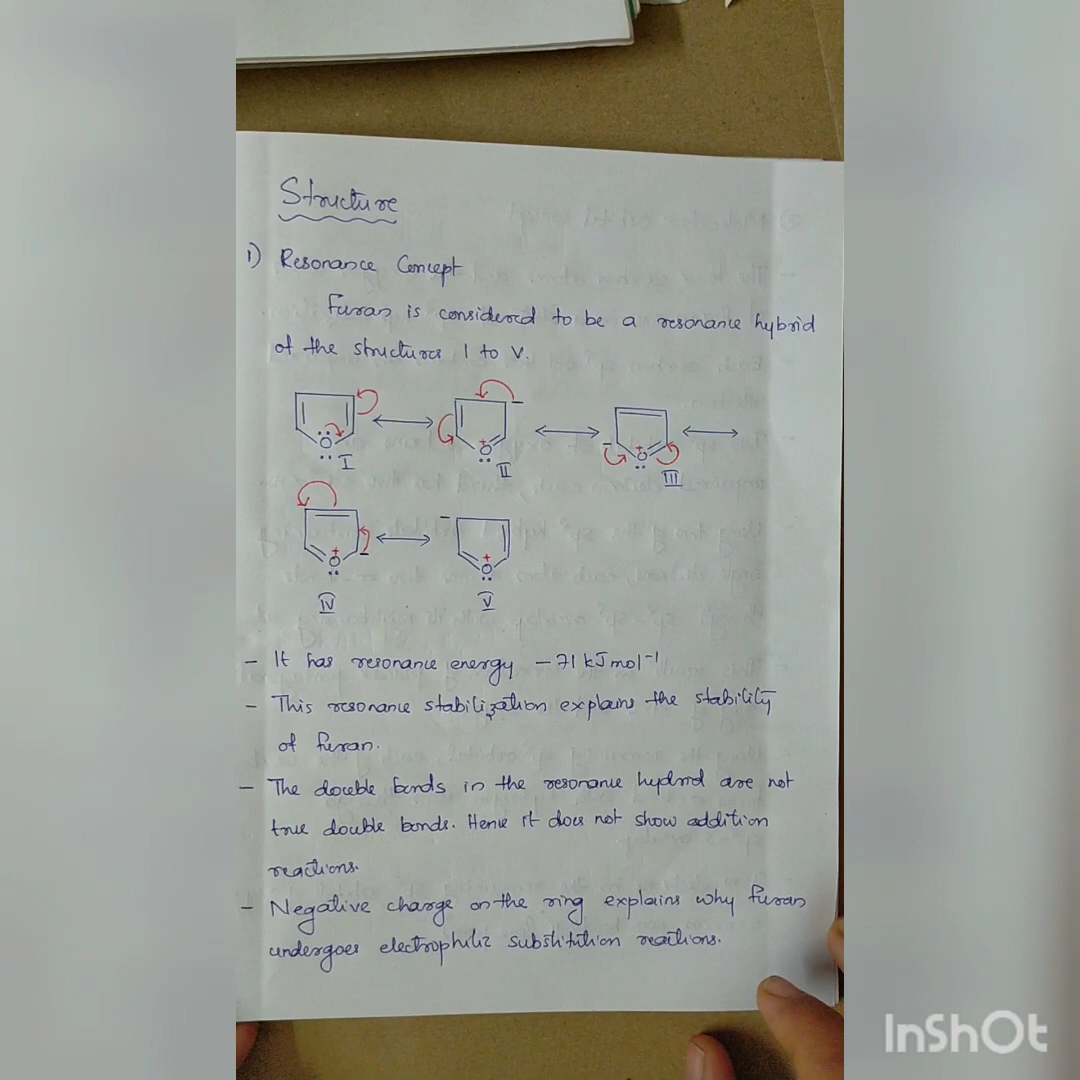 Structure
1) Resonance Concept
Furan is considered to be a resonance hybrid
of the structures I to V.
I
II
III
IV
V
- It has resonance energy - 71 kJ mol⁻¹
- This resonance stabilization explains the stability
of furan.
- The double bonds in the resonance hydrid are not
true double bonds. Hence it does not show addition
reactions.
- Negative charge on the ring explains why furan
undergoes electrophilic substitution reactions.
InShOt